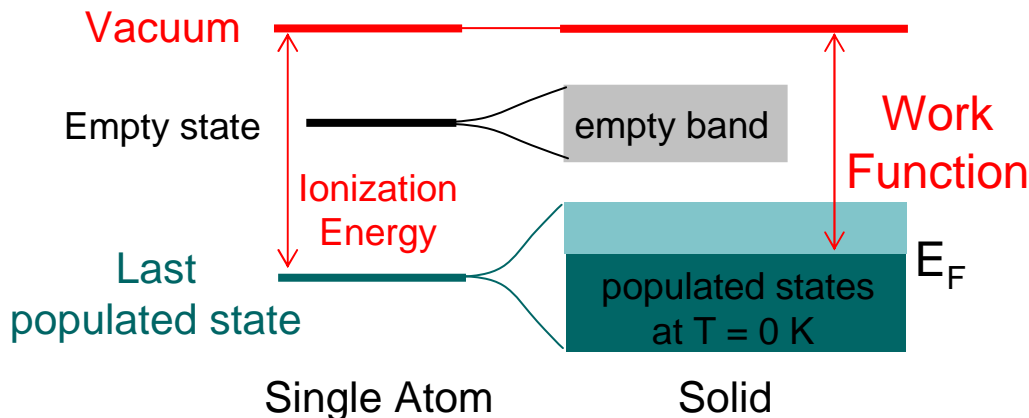 Vacuum
Empty state
empty band
Work
Function
Ionization
Energy
Last
populated state
E_F
populated states
at T = 0 K
Single Atom
Solid